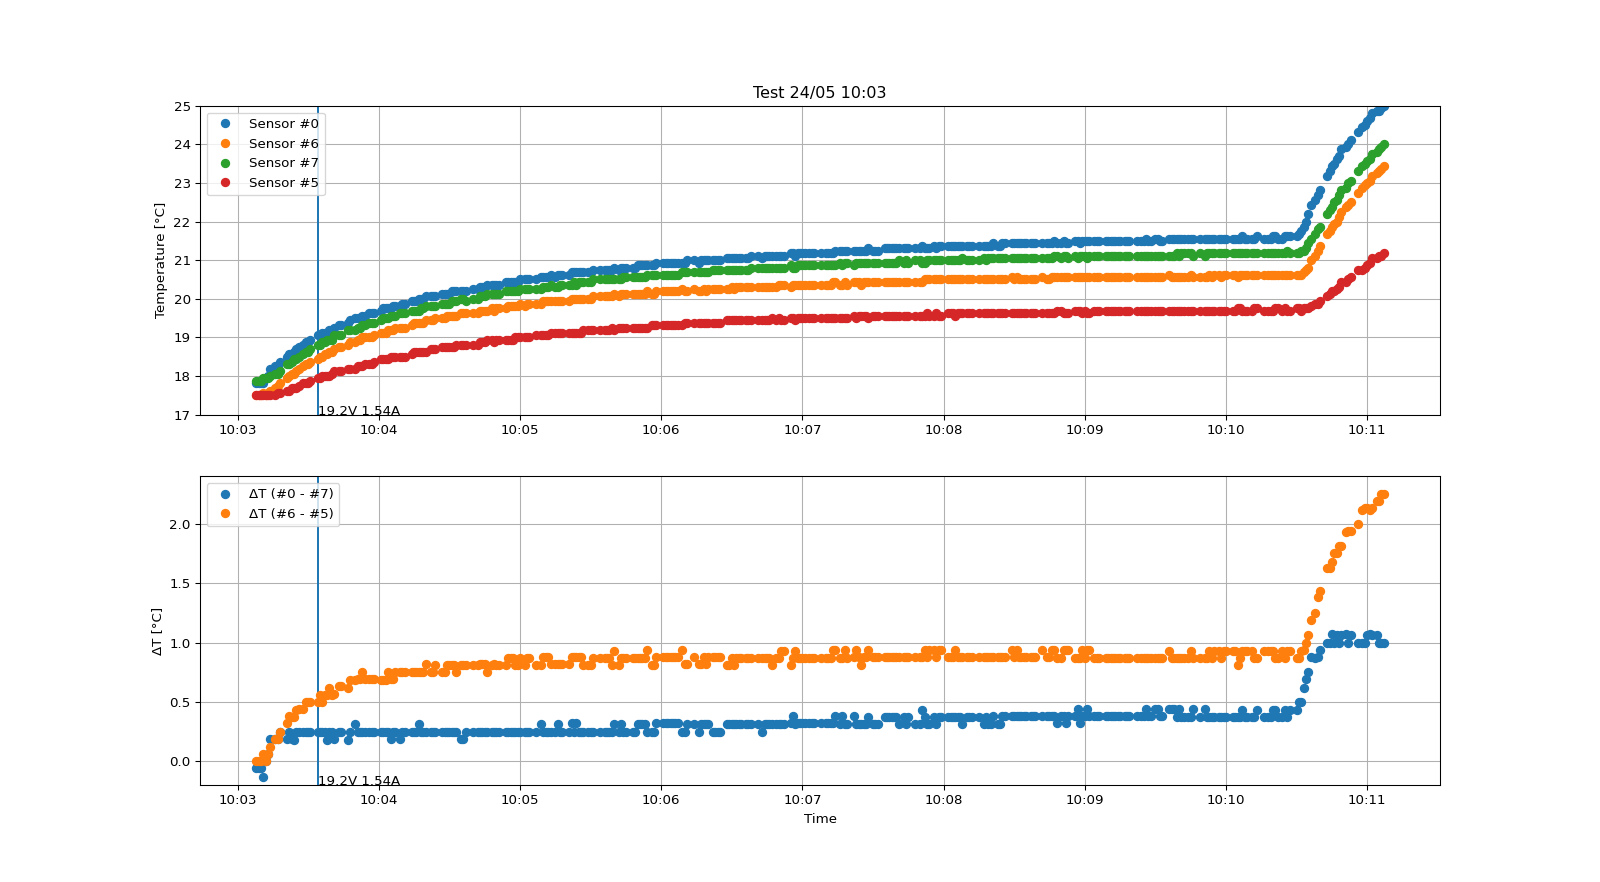 Test 24/05 10:03
Temperature [°C]
25
24
23
22
21
20
19
18
17
Sensor #0
Sensor #6
Sensor #7
Sensor #5
19.2V 1.54A
10:03 10:04 10:05 10:06 10:07 10:08 10:09 10:10 10:11
ΔT [°C]
2.0
1.5
1.0
0.5
0.0
ΔT (#0 - #7)
ΔT (#6 - #5)
19.2V 1.54A
10:03 10:04 10:05 10:06 10:07 10:08 10:09 10:10 10:11
Time